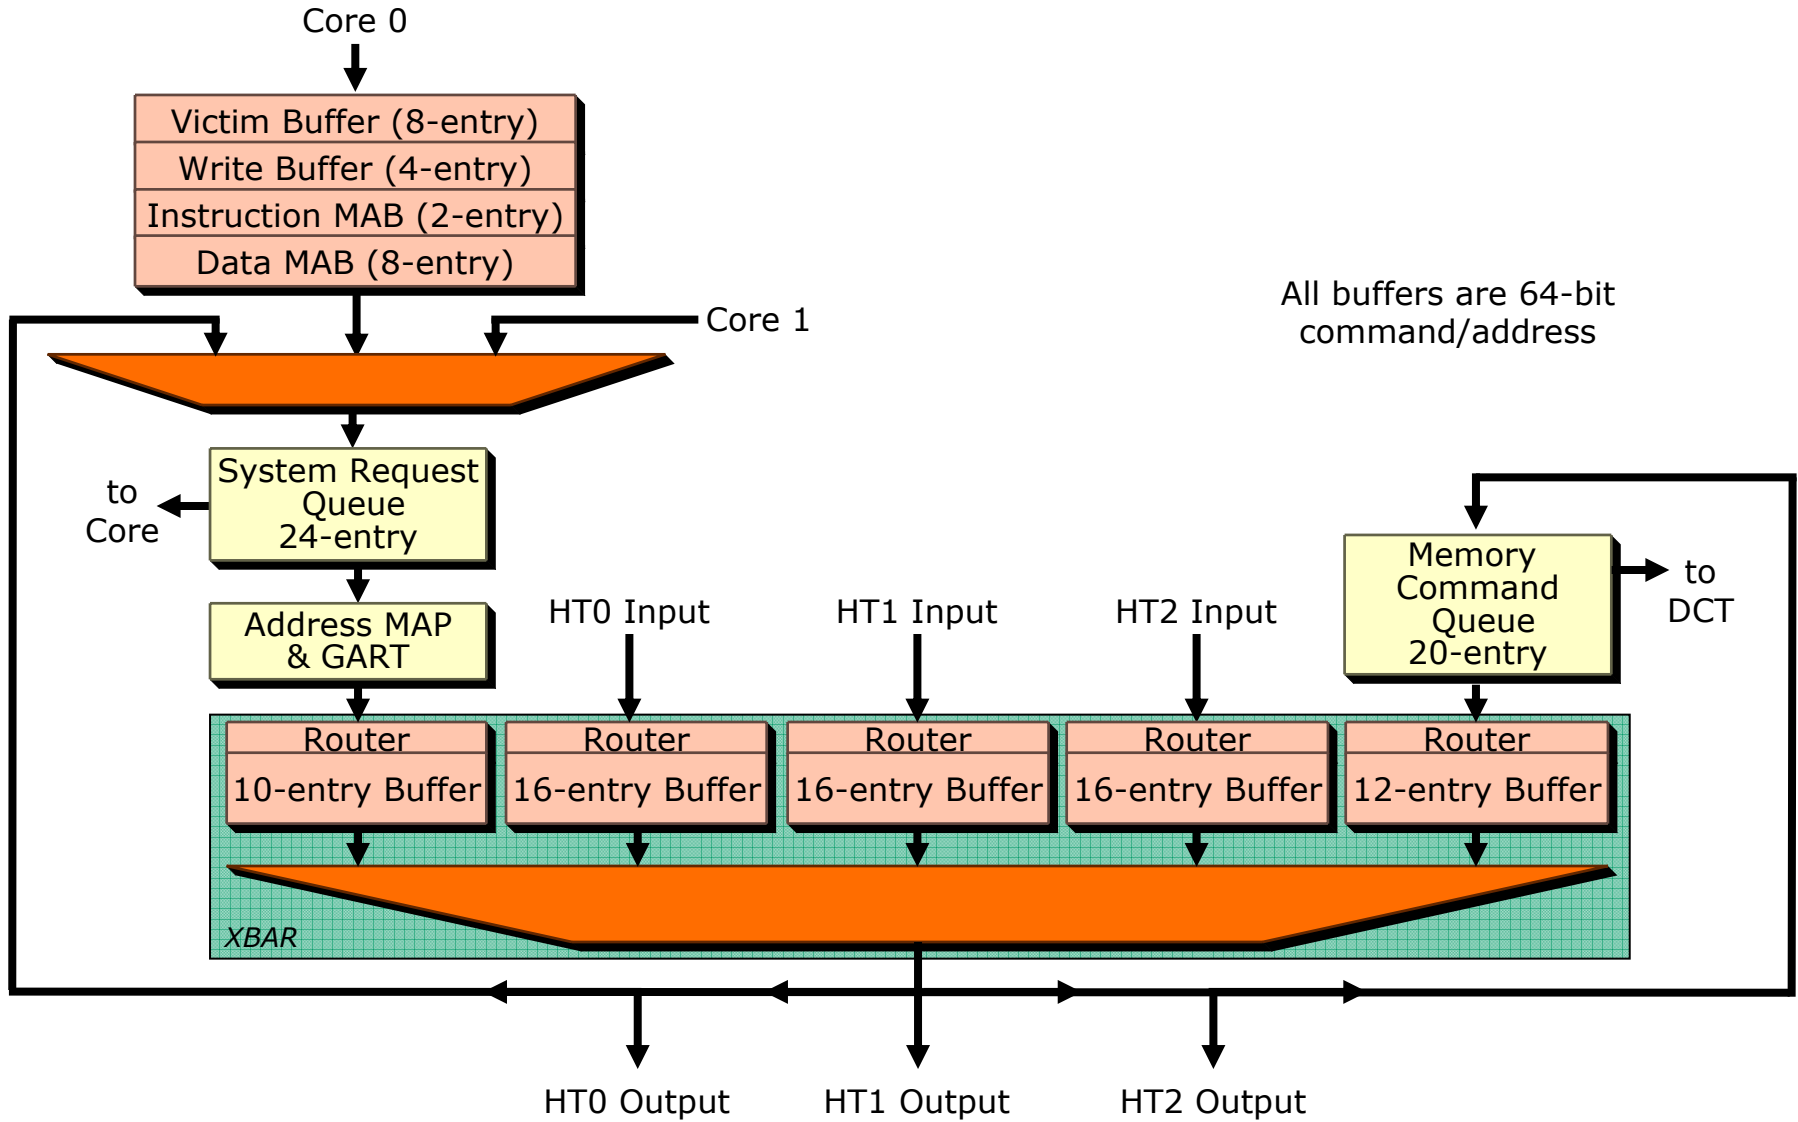 Core 0
Victim Buffer (8-entry)
Write Buffer (4-entry)
Instruction MAB (2-entry)
Data MAB (8-entry)
Core 1
All buffers are 64-bit
command/address
System Request
Queue
24-entry
to
Core
Address MAP
& GART
HT0 Input
HT1 Input
HT2 Input
Memory
Command
Queue
20-entry
to
DCT
Router
10-entry Buffer
Router
16-entry Buffer
Router
16-entry Buffer
Router
16-entry Buffer
Router
12-entry Buffer
XBAR
HT0 Output
HT1 Output
HT2 Output